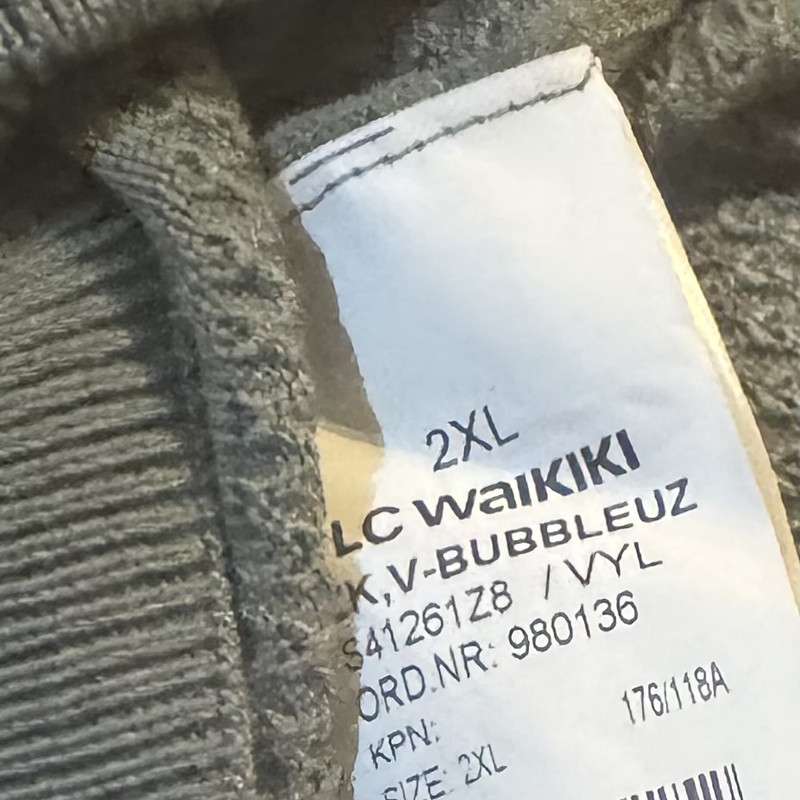 2XL
LC WAIKIKI
K,V-BUBBLEUZ
S41261Z8 / VYL
ORD.NR: 980136
176/118A
KPN:
SIZE: 2XL